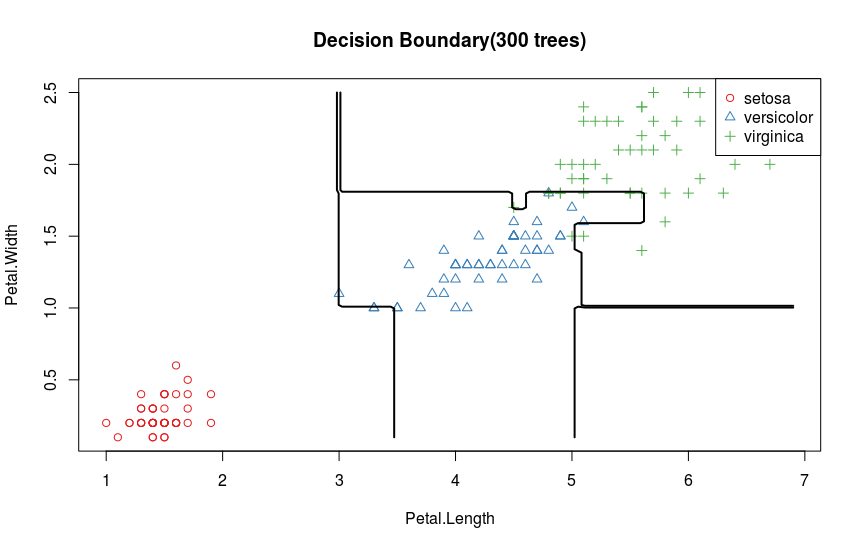 Decision Boundary(300 trees)
setosa
versicolor
virginica
Petal.Width
2.5
2.0
1.5
1.0
0.5
1 2 3 4 5 6 7
Petal.Length